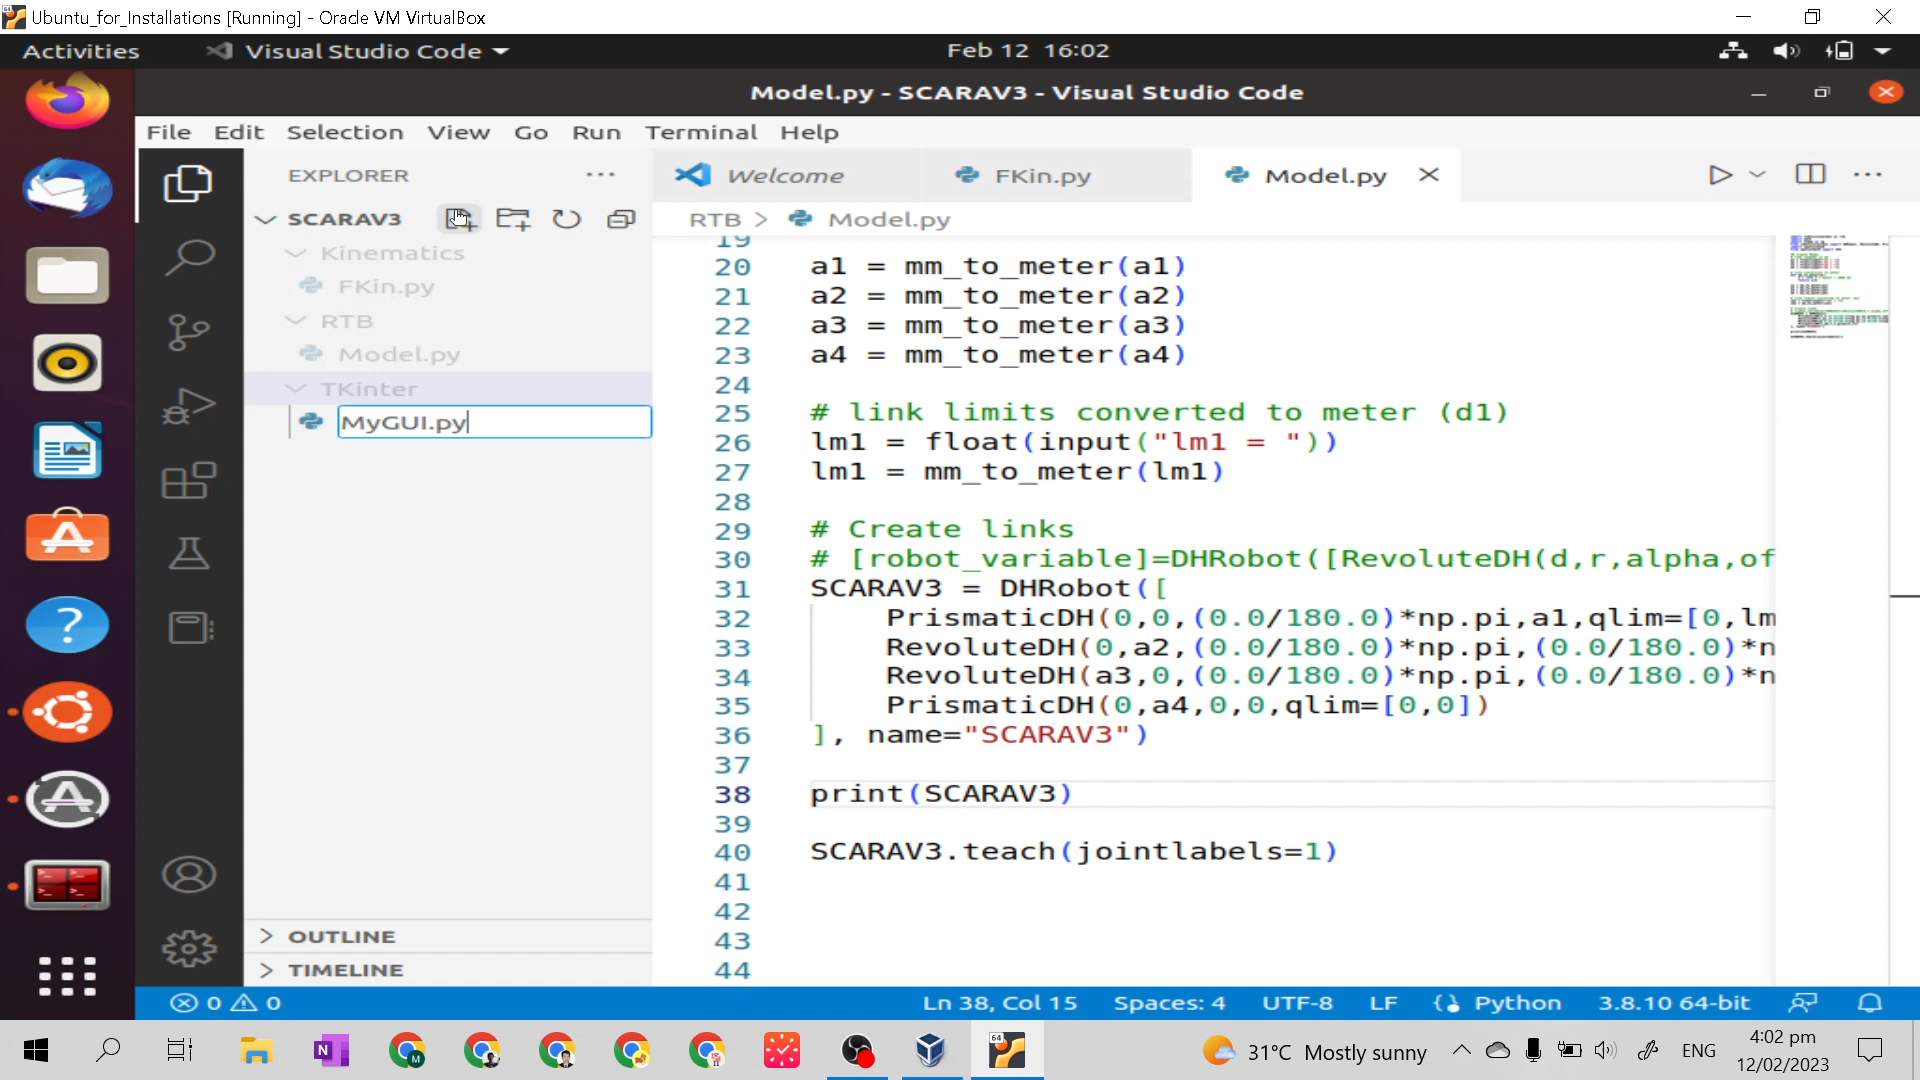 Ubuntu_for_Installations [Running] - Oracle VM VirtualBox
Activities Visual Studio Code Feb 12 16:02
Model.py - SCARAV3 - Visual Studio Code
File Edit Selection View Go Run Terminal Help
EXPLORER
SCARAV3
Kinematics
FKin.py
RTB
Model.py
TKinter
MyGUI.py
OUTLINE
TIMELINE
Welcome FKin.py Model.py
RTB > Model.py
19
20 a1 = mm_to_meter(a1)
21 a2 = mm_to_meter(a2)
22 a3 = mm_to_meter(a3)
23 a4 = mm_to_meter(a4)
24
25 # link limits converted to meter (d1)
26 lm1 = float(input("lm1 = "))
27 lm1 = mm_to_meter(lm1)
28
29 # Create links
30 # [robot_variable]=DHRobot([RevoluteDH(d,r,alpha,of
31 SCARAV3 = DHRobot([
32 PrismaticDH(0,0,(0.0/180.0)*np.pi,a1,qlim=[0,lm
33 RevoluteDH(0,a2,(0.0/180.0)*np.pi,(0.0/180.0)*n
34 RevoluteDH(a3,0,(0.0/180.0)*np.pi,(0.0/180.0)*n
35 PrismaticDH(0,a4,0,0,qlim=[0,0])
36 ], name="SCARAV3")
37
38 print(SCARAV3)
39
40 SCARAV3.teach(jointlabels=1)
41
42
43
44
0 0 Ln 38, Col 15 Spaces: 4 UTF-8 LF Python 3.8.10 64-bit
31°C Mostly sunny ENG 4:02 pm
12/02/2023